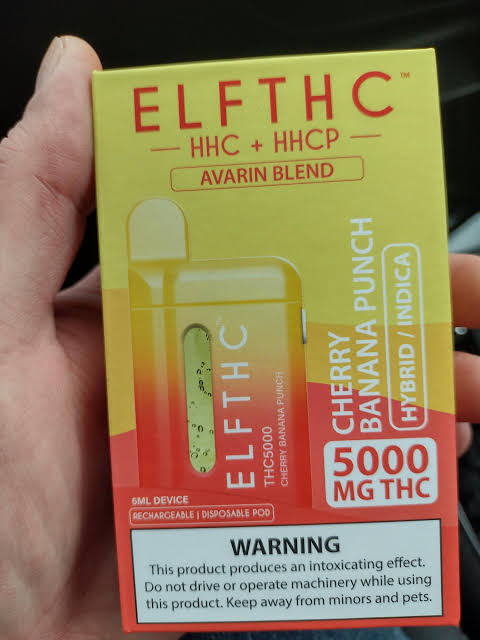 ELFTHC™
HHC + HHCP
AVARIN BLEND
CHERRY
BANANA PUNCH
HYBRID / INDICA
ELFTHC™
THC5000
CHERRY BANANA PUNCH
5000
MG THC
6ML DEVICE
RECHARGEABLE | DISPOSABLE POD
WARNING
This product produces an intoxicating effect.
Do not drive or operate machinery while using
this product. Keep away from minors and pets.